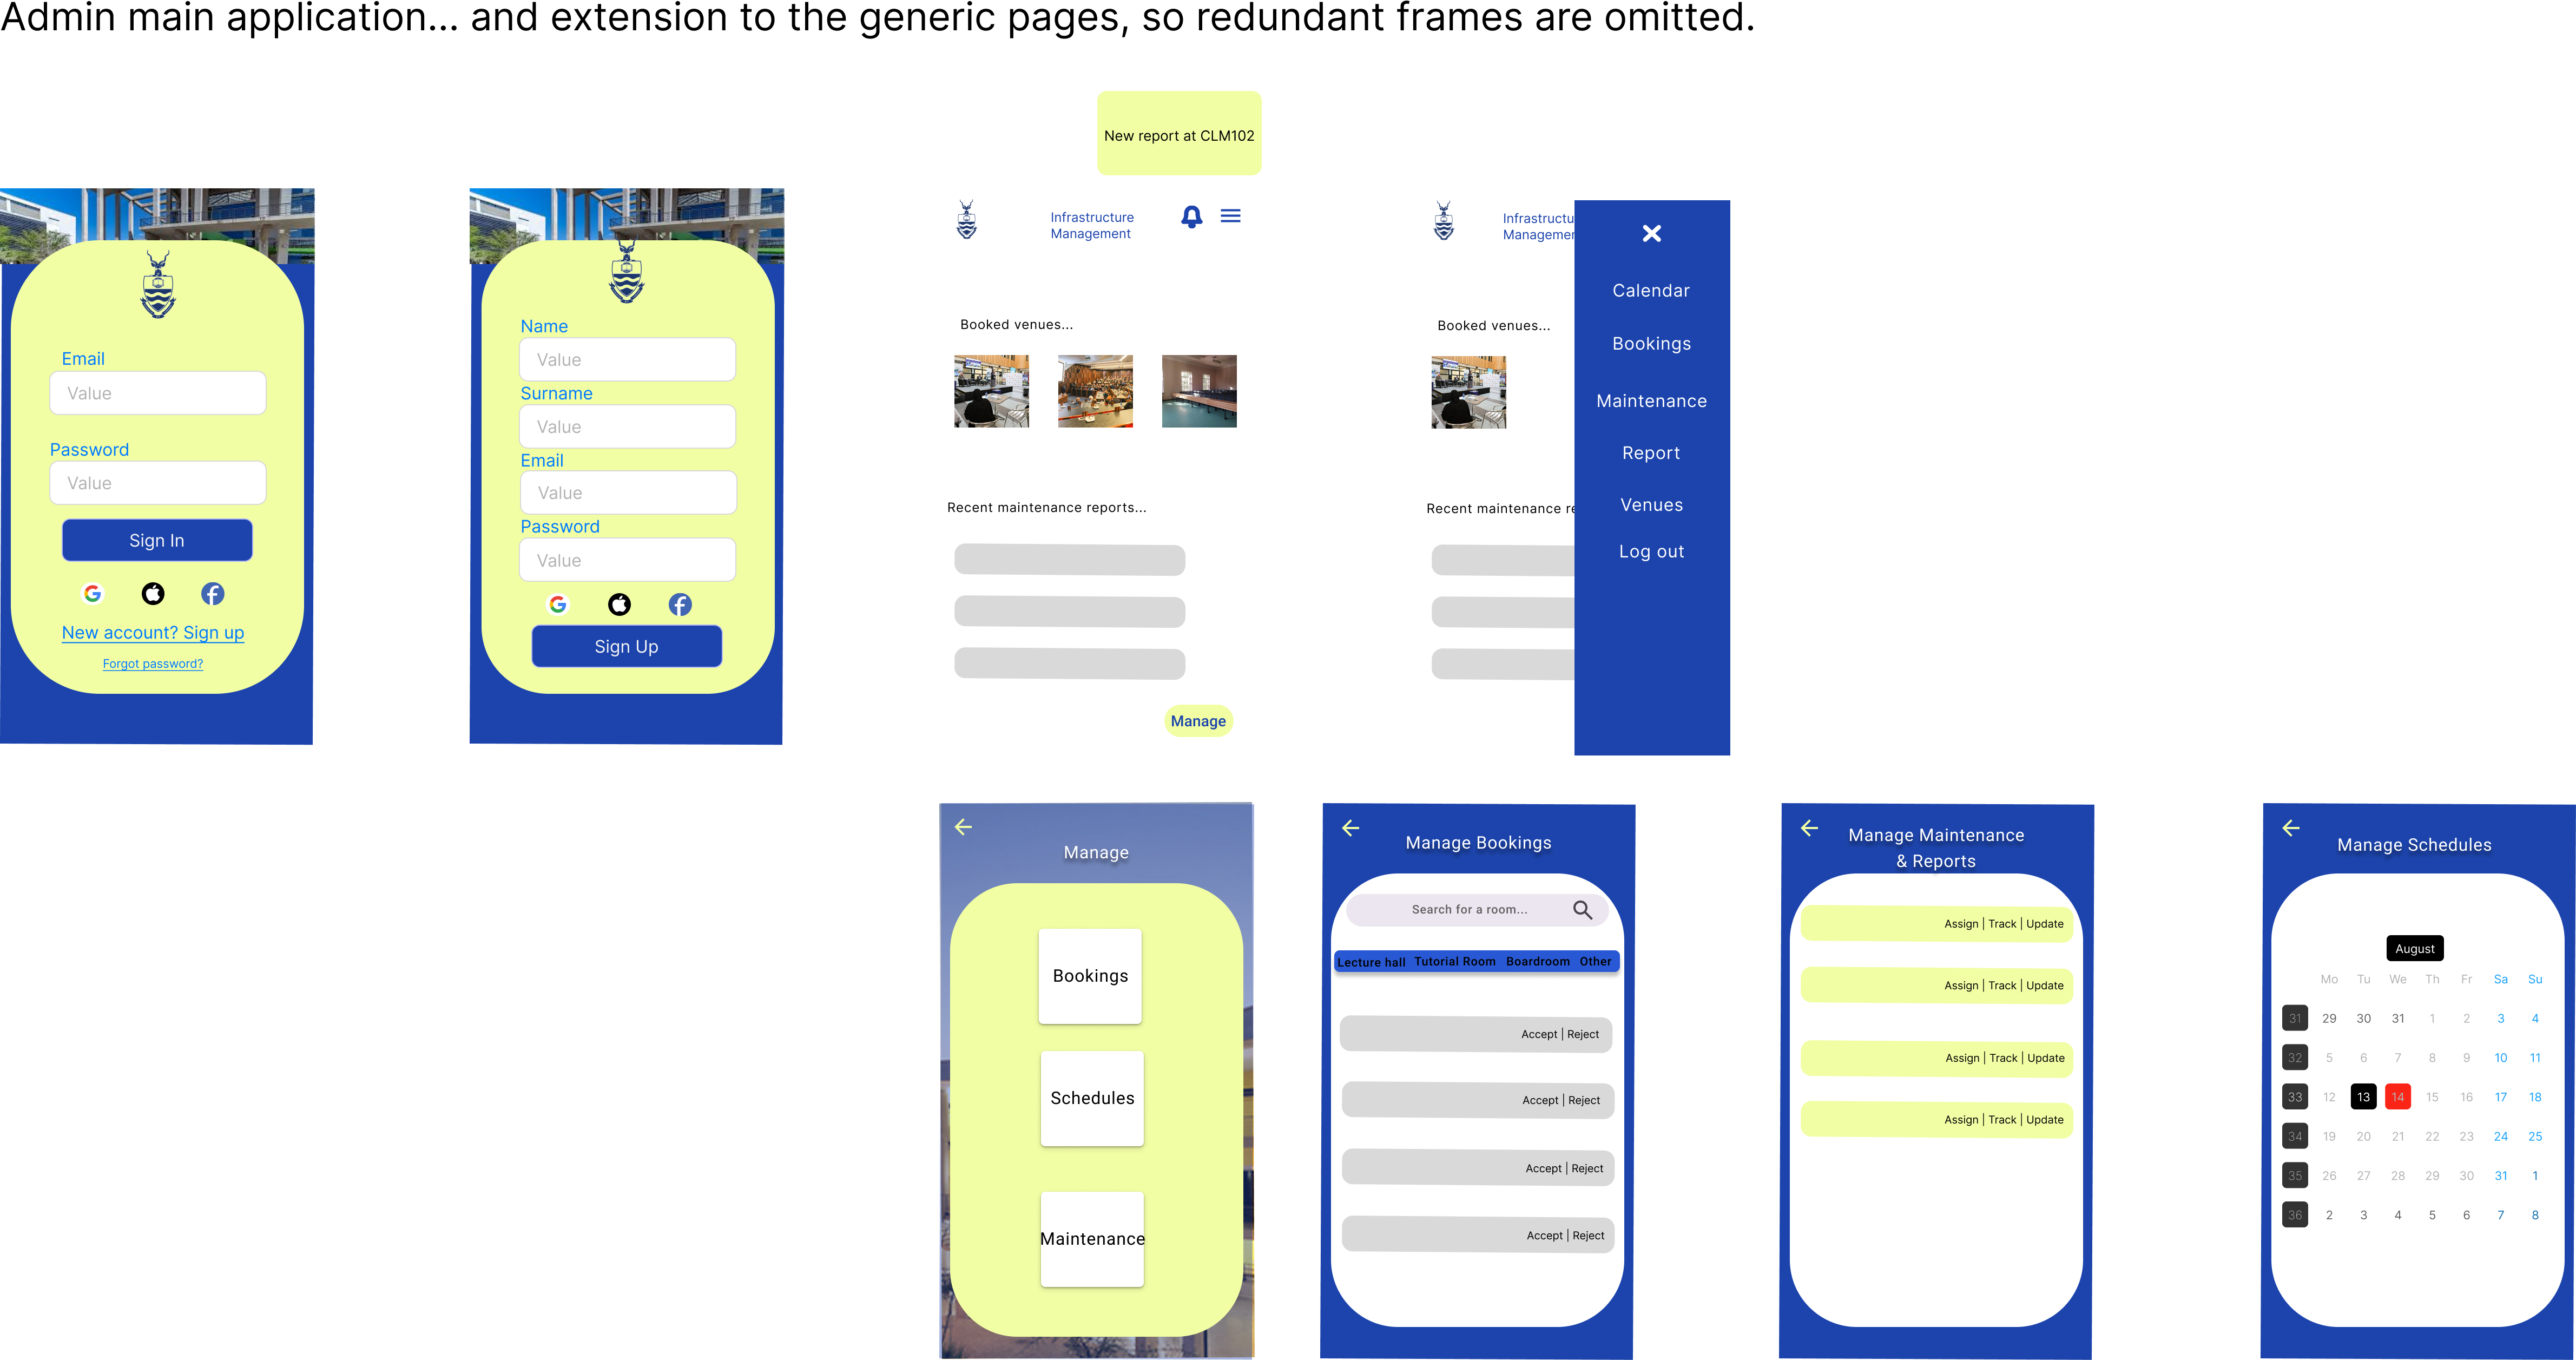 Admin main application... and extension to the generic pages, so redundant frames are omitted.
New report at CLM102
Email
Value
Password
Value
Sign In
New account? Sign up
Forgot password?
Name
Value
Surname
Value
Email
Value
Password
Value
Sign Up
Infrastructure
Management
Booked venues...
Recent maintenance reports...
Manage
Infrastructu
Managemer
Booked venues...
Recent maintenance re
Calendar
Bookings
Maintenance
Report
Venues
Log out
Manage
Bookings
Schedules
Maintenance
Manage Bookings
Search for a room...
Lecture hall Tutorial Room Boardroom Other
Accept | Reject
Accept | Reject
Accept | Reject
Accept | Reject
Manage Maintenance
& Reports
Assign | Track | Update
Assign | Track | Update
Assign | Track | Update
Assign | Track | Update
Manage Schedules
August
Mo Tu We Th Fr Sa Su
31 29 30 31 1 2 3 4
32 5 6 7 8 9 10 11
33 12 13 14 15 16 17 18
34 19 20 21 22 23 24 25
35 26 27 28 29 30 31 1
36 2 3 4 5 6 7 8